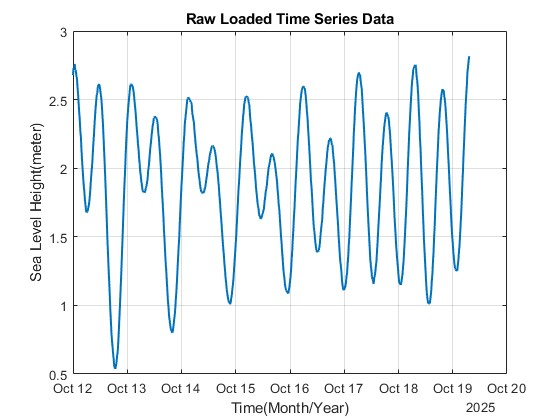 Raw Loaded Time Series Data
3
2.5
2
1.5
1
0.5
Sea Level Height(meter)
Oct 12 Oct 13 Oct 14 Oct 15 Oct 16 Oct 17 Oct 18 Oct 19 Oct 20
Time(Month/Year)
2025